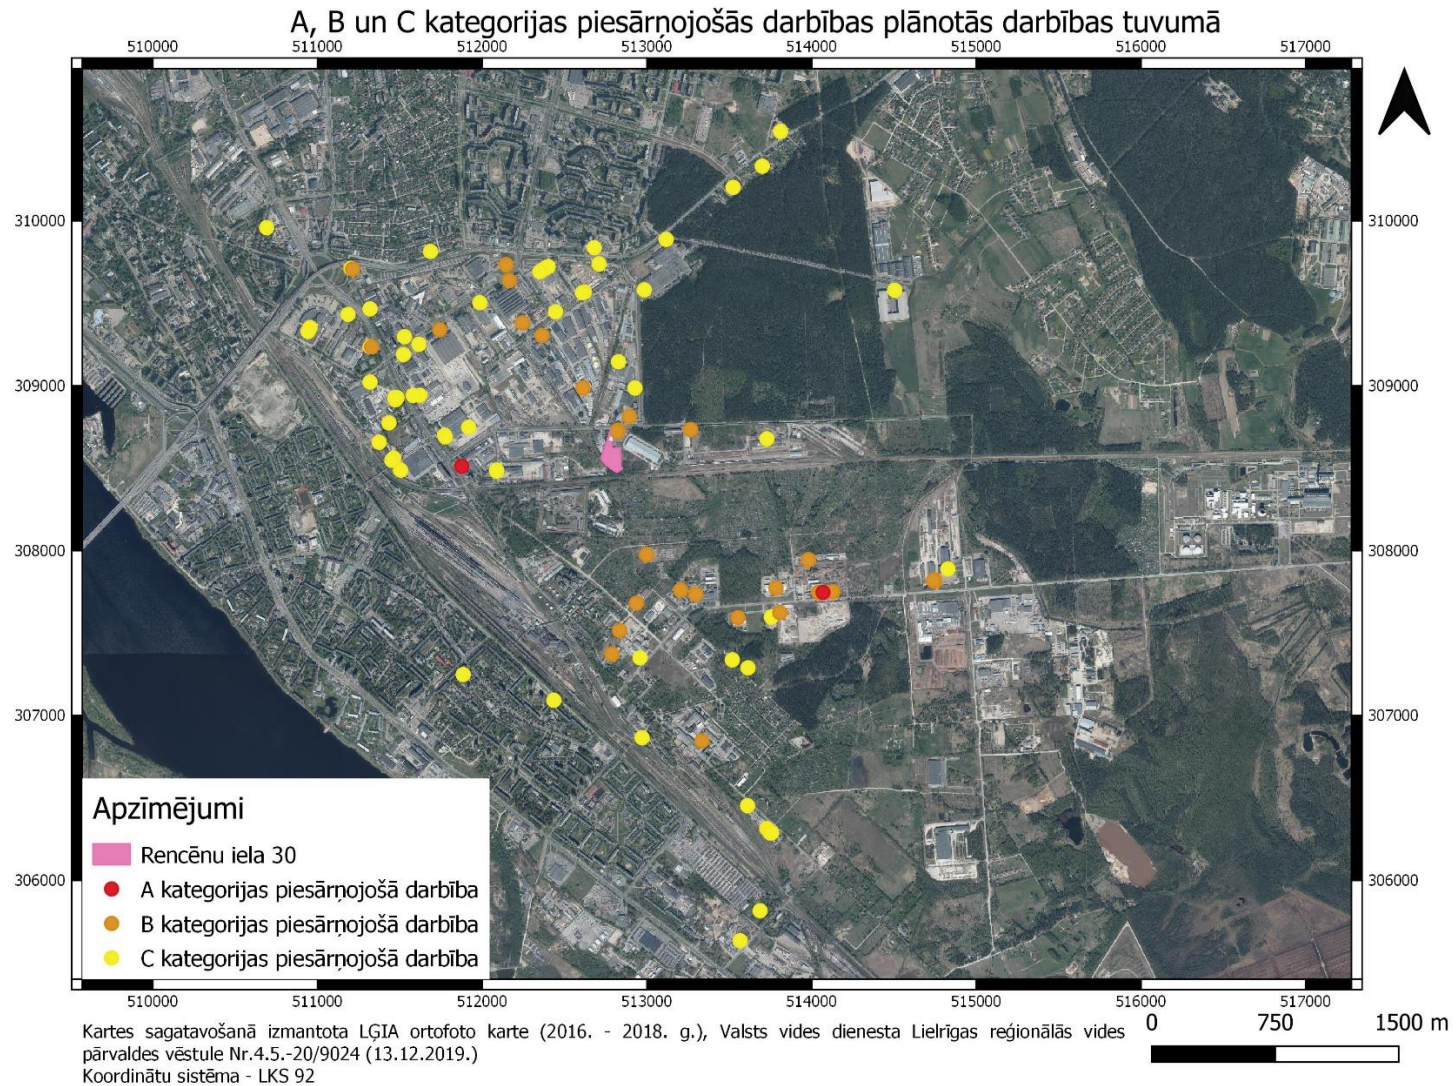 A, B un C kategorijas piesārņojošās darbības plānotās darbības tuvumā
510000 511000 512000 513000 514000 515000 516000 517000
310000 310000
309000 309000
308000 308000
307000 307000
306000 306000
Apzīmējumi
Rencēnu iela 30
A kategorijas piesārņojošā darbība
B kategorijas piesārņojošā darbība
C kategorijas piesārņojošā darbība
510000 511000 512000 513000 514000 515000 516000 517000
0 750 1500 m
Kartes sagatavošanā izmantota LĢIA ortofoto karte (2016. - 2018. g.), Valsts vides dienesta Lielrīgas reģionālās vides
pārvaldes vēstule Nr.4.5.-20/9024 (13.12.2019.)
Koordinātu sistēma - LKS 92